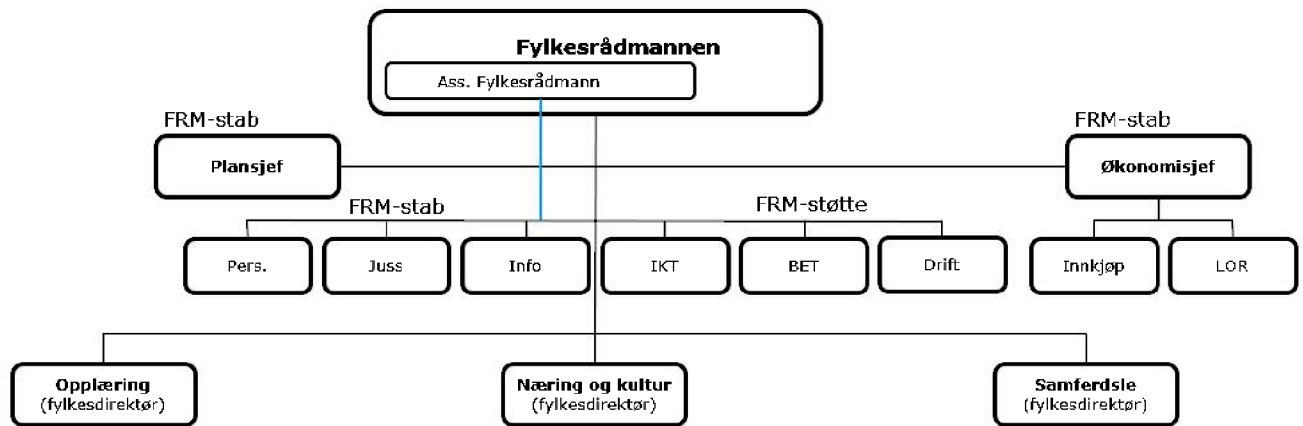 Fylkesrådmannen
Ass. Fylkesrådmann
FRM-stab
FRM-stab
Plansjef
Økonomisjef
FRM-stab
FRM-støtte
Pers.
Juss
Info
IKT
BET
Drift
Innkjøp
LOR
Opplæring
(fylkesdirektør)
Næring og kultur
(fylkesdirektør)
Samferdsle
(fylkesdirektør)